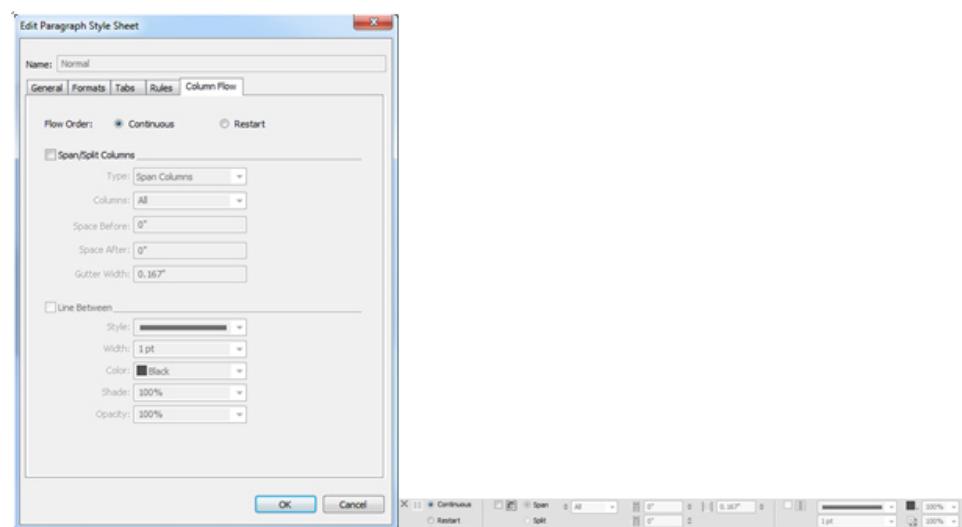 Edit Paragraph Style Sheet
Name: Normal
General Formats Tabs Rules Column Flow
Flow Order: Continuous Restart
Span/Split Columns
Type: Span Columns
Columns: All
Space Before: 0"
Space After: 0"
Gutter Width: 0.167"
Line Between
Style:
Width: 1 pt
Color: Black
Shade: 100%
Opacity: 100%
OK Cancel
Continuous Span All 0" 0.167" 100%
Restart Split 0" 1 pt 100%